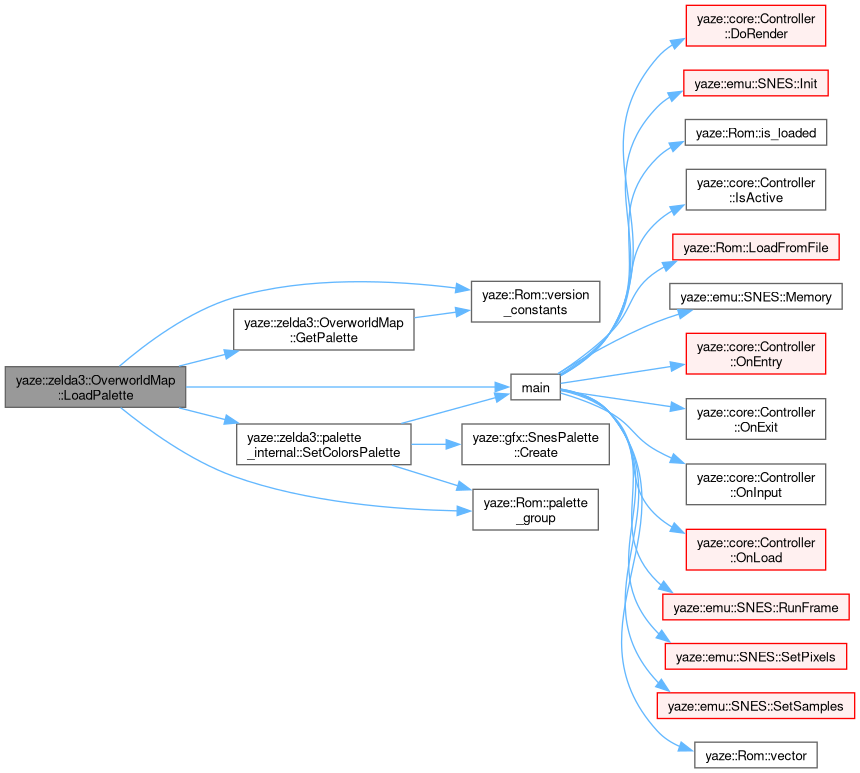 yaze::zelda3::OverworldMap
::LoadPalette
yaze::zelda3::OverworldMap
::GetPalette
yaze::zelda3::palette
_internal::SetColorsPalette
yaze::Rom::version
_constants
main
yaze::gfx::SnesPalette
::Create
yaze::Rom::palette
_group
yaze::core::Controller
::DoRender
yaze::emu::SNES::Init
yaze::Rom::is_loaded
yaze::core::Controller
::IsActive
yaze::Rom::LoadFromFile
yaze::emu::SNES::Memory
yaze::core::Controller
::OnEntry
yaze::core::Controller
::OnExit
yaze::core::Controller
::OnInput
yaze::core::Controller
::OnLoad
yaze::emu::SNES::RunFrame
yaze::emu::SNES::SetPixels
yaze::emu::SNES::SetSamples
yaze::Rom::vector